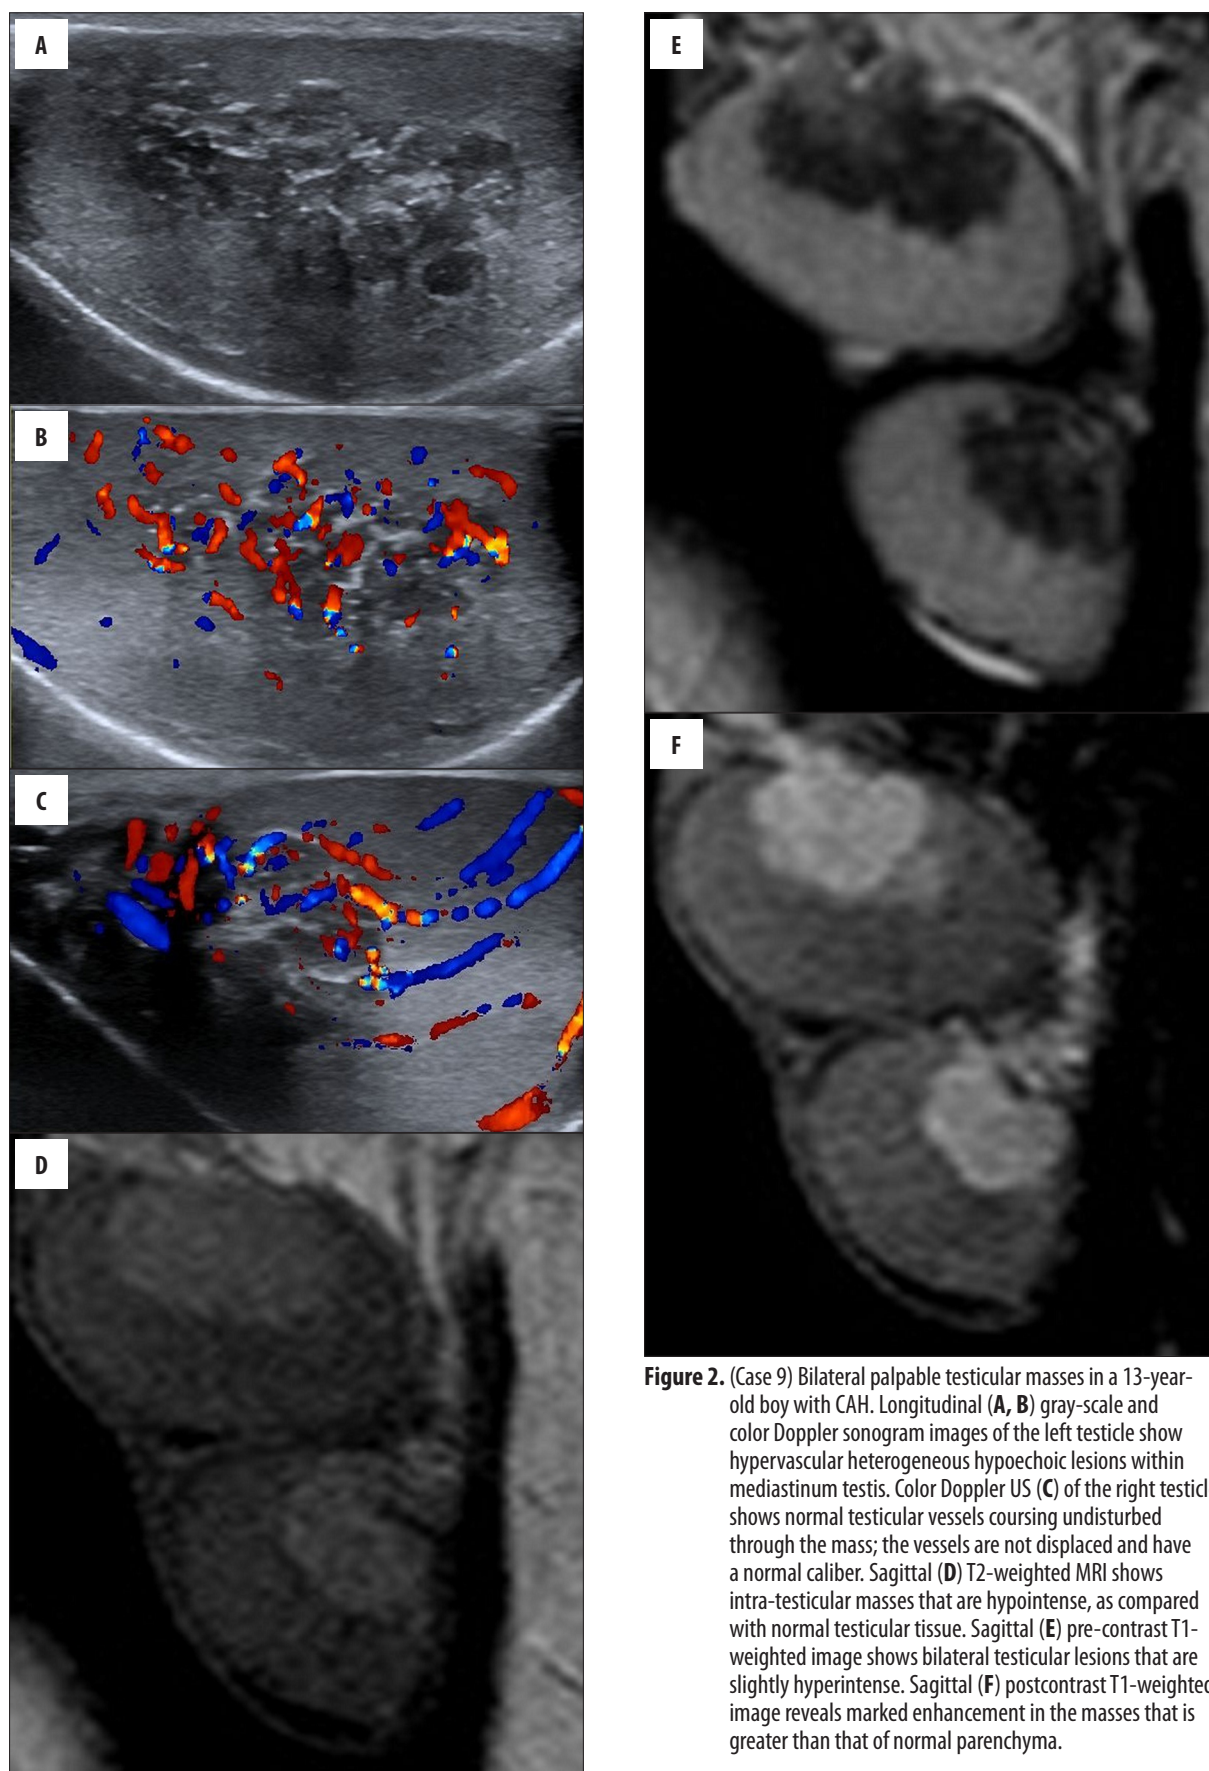 A
B
C
D
E
F
Figure 2. (Case 9) Bilateral palpable testicular masses in a 13-year-
old boy with CAH. Longitudinal (A, B) gray-scale and
color Doppler sonogram images of the left testicle show
hypervascular heterogeneous hypoechoic lesions within
mediastinum testis. Color Doppler US (C) of the right testicl
shows normal testicular vessels coursing undisturbed
through the mass; the vessels are not displaced and have
a normal caliber. Sagittal (D) T2-weighted MRI shows
intra-testicular masses that are hypointense, as compared
with normal testicular tissue. Sagittal (E) pre-contrast T1-
weighted image shows bilateral testicular lesions that are
slightly hyperintense. Sagittal (F) postcontrast T1-weighted
image reveals marked enhancement in the masses that is
greater than that of normal parenchyma.